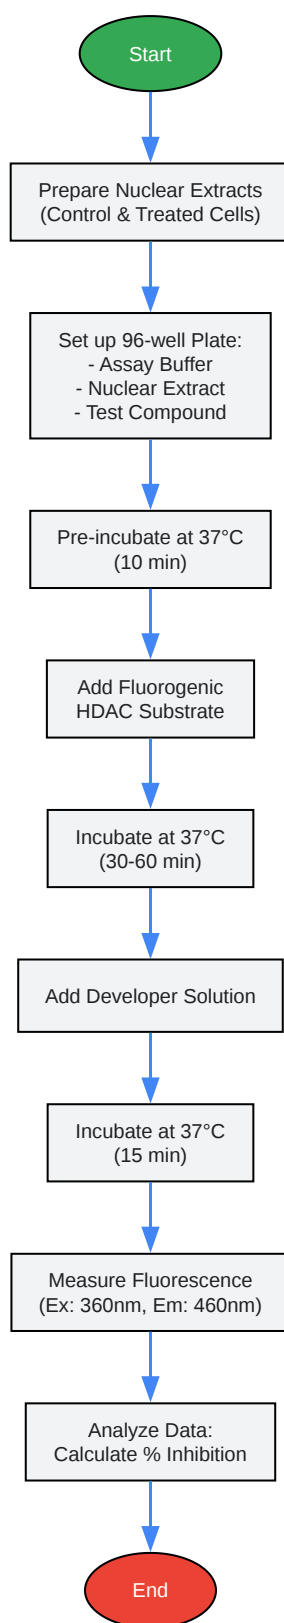 Start
Prepare Nuclear Extracts
(Control & Treated Cells)
Set up 96-well Plate:
- Assay Buffer
- Nuclear Extract
- Test Compound
Pre-incubate at 37°C
(10 min)
Add Fluorogenic
HDAC Substrate
Incubate at 37°C
(30-60 min)
Add Developer Solution
Incubate at 37°C
(15 min)
Measure Fluorescence
(Ex: 360nm, Em: 460nm)
Analyze Data:
Calculate % Inhibition
End